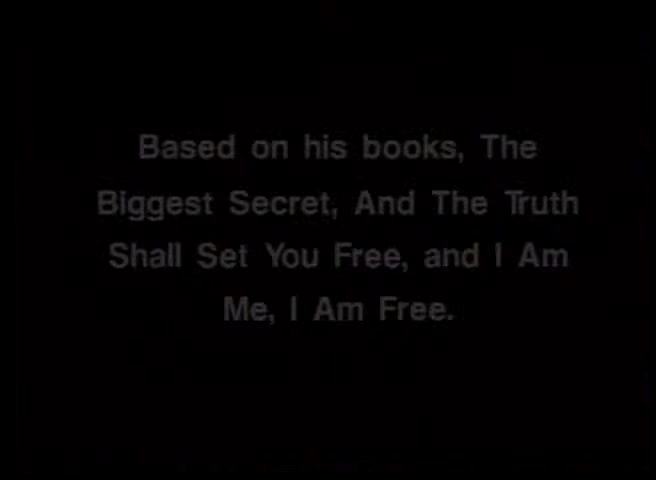 Based on his books, The
Biggest Secret, And The Truth
Shall Set You Free, and I Am
Me, I Am Free.